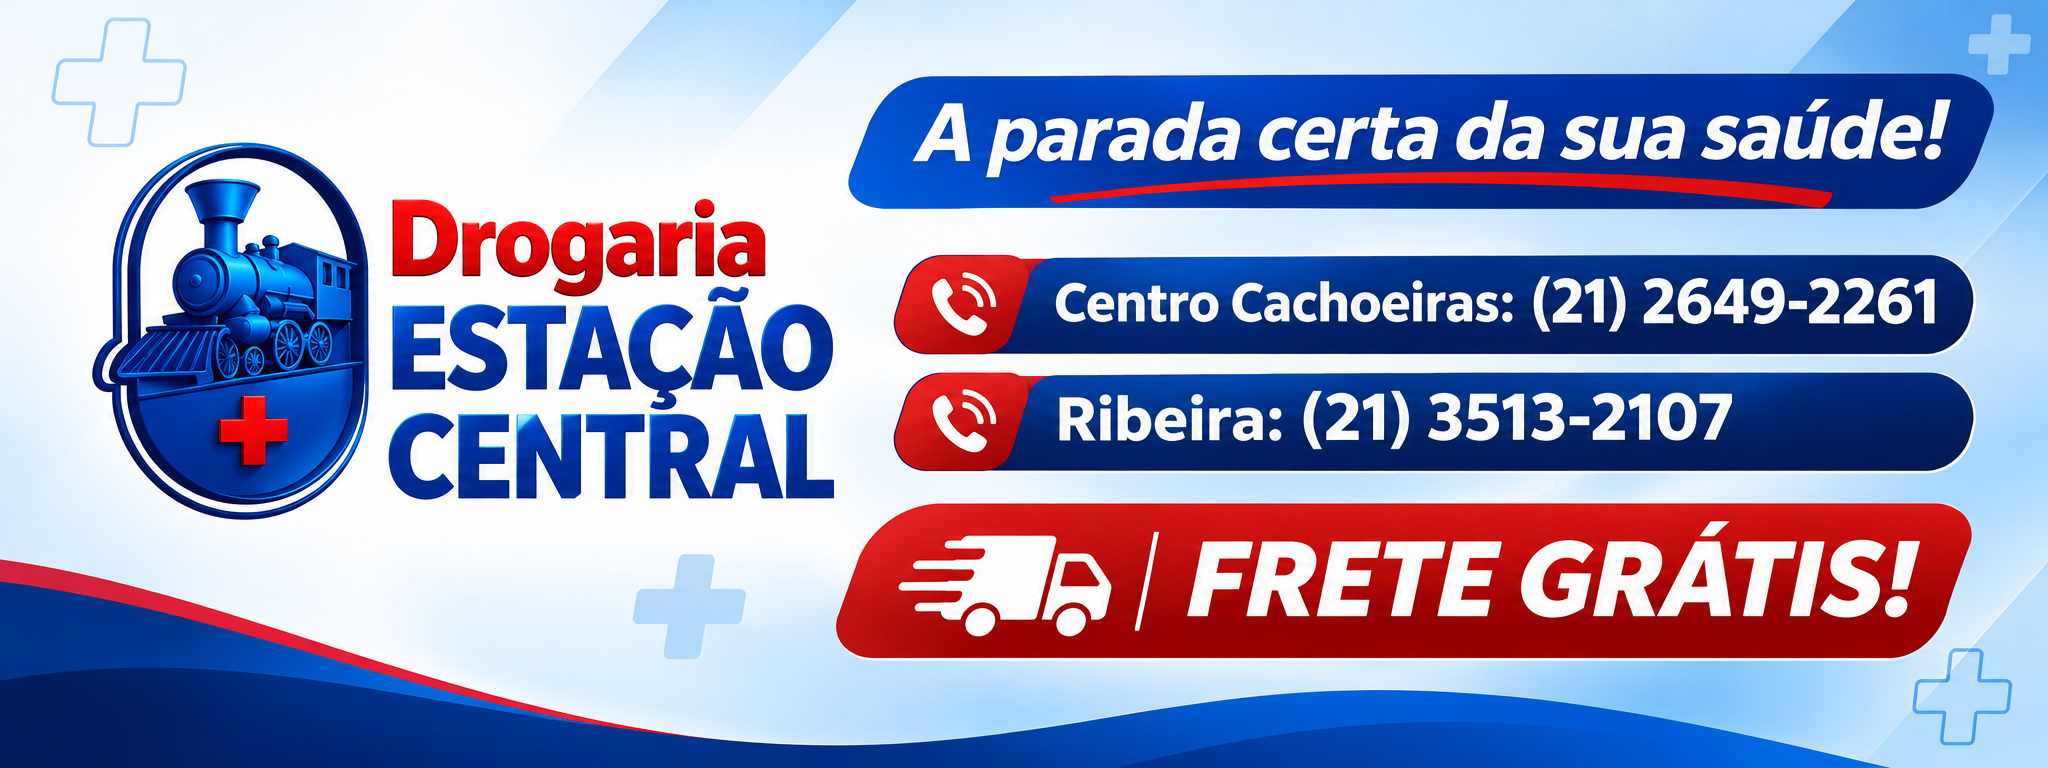 Drogaria
ESTAÇÃO
CENTRAL
A parada certa da sua saúde!
Centro Cachoeiras: (21) 2649-2261
Ribeira: (21) 3513-2107
FRETE GRÁTIS!